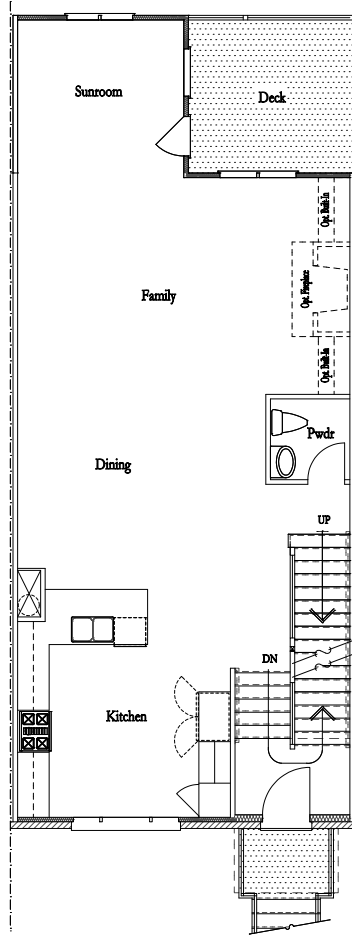 Sunroom
Deck
Opt. Built-In
Family
Opt. Fireplace
Opt. Built-In
Pwdr
Dining
UP
DN
Kitchen